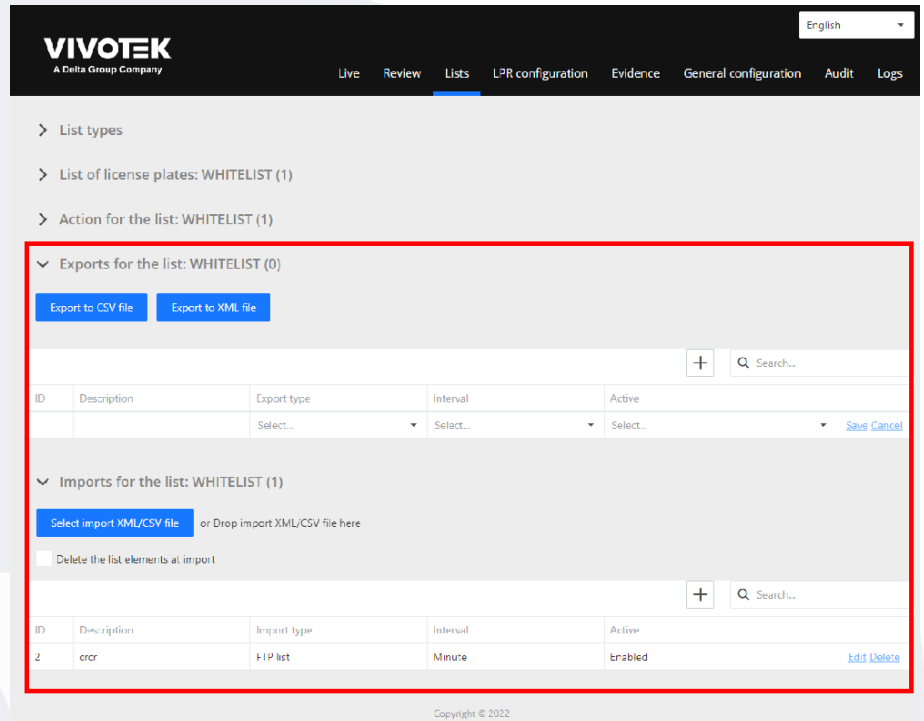 English
VIVOTEK
A Delta Group Company
Live Review Lists LPR configuration Evidence General configuration Audit Logs
List types
List of license plates: WHITELIST (1)
Action for the list: WHITELIST (1)
Exports for the list: WHITELIST (0)
Export to CSV file Export to XML file
+ Search...
ID Description Export type Interval Active
Select... Select... Select... Save Cancel
Imports for the list: WHITELIST (1)
Select import XML/CSV file or Drop import XML/CSV file here
Delete the list elements at import
+ Search...
ID Description Import type Interval Active
2 crcr FTP list Minute Enabled Edit Delete
Copyright © 2022